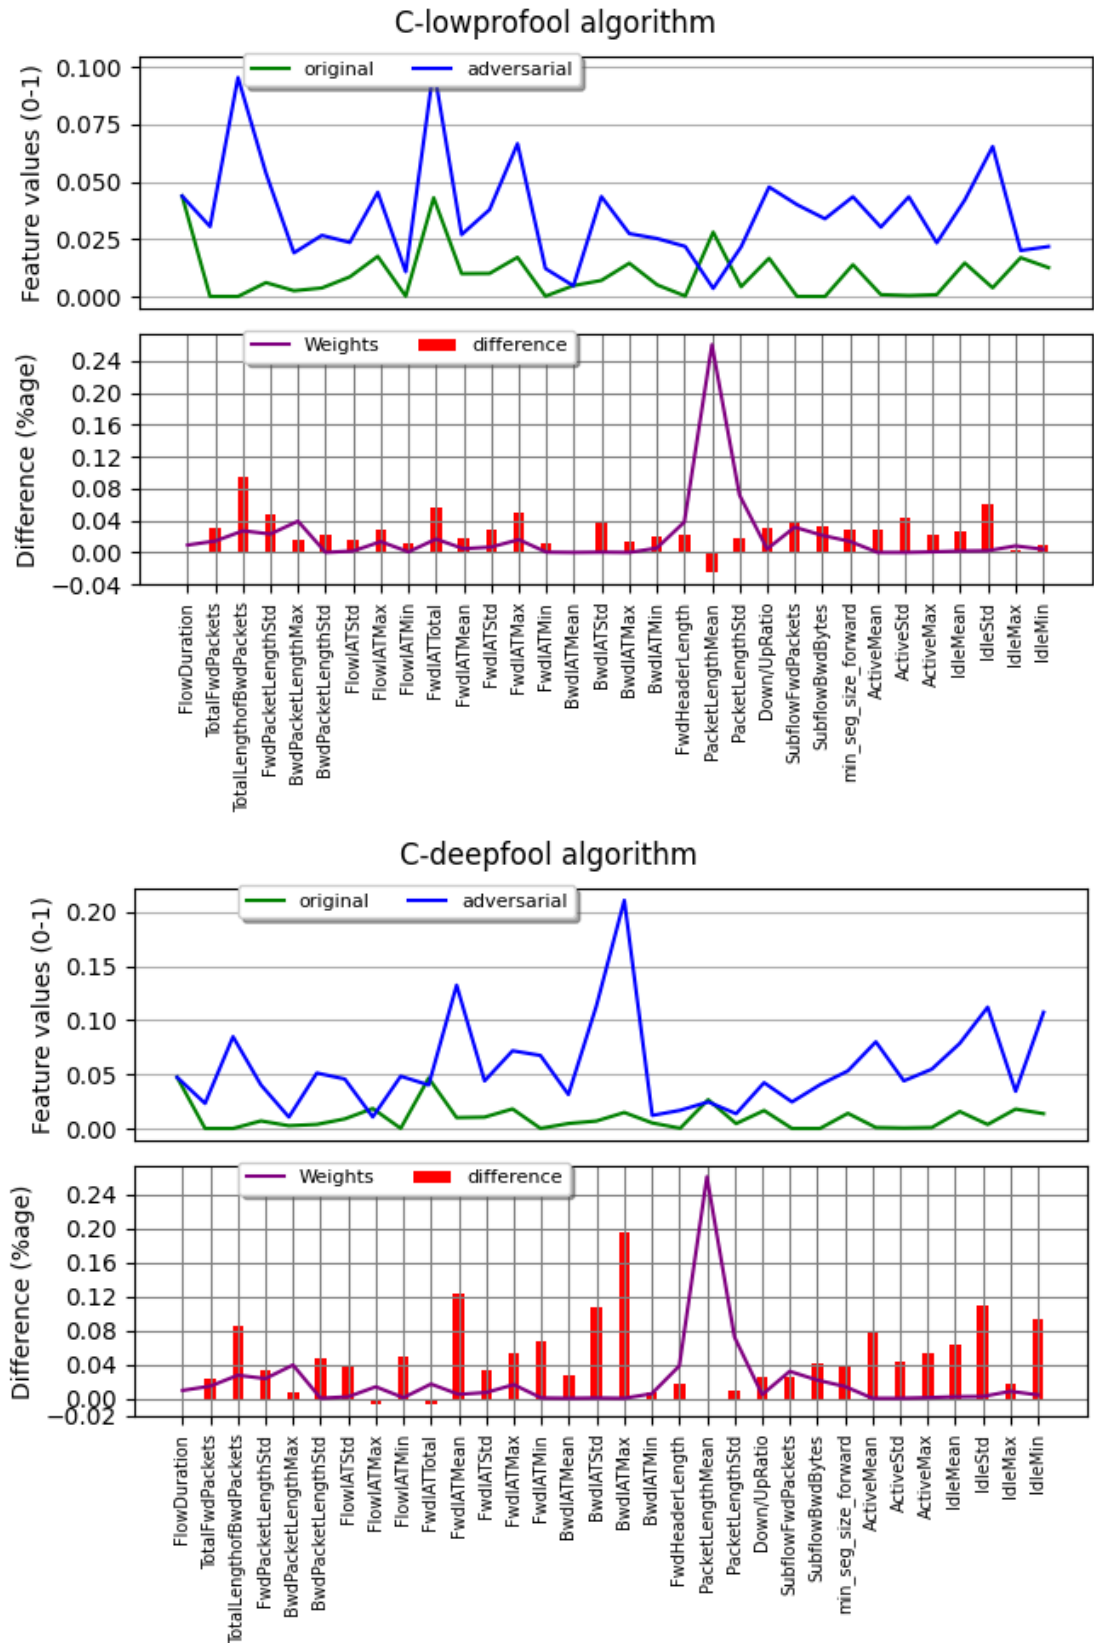 C-lowprofool algorithm
original adversarial
Feature values (0-1)
0.100
0.075
0.050
0.025
0.000
Weights difference
Difference (%age)
0.24
0.20
0.16
0.12
0.08
0.04
0.00
−0.04
FlowDuration
TotalFwdPackets
TotalLengthofBwdPackets
FwdPacketLengthStd
BwdPacketLengthMax
BwdPacketLengthStd
FlowIATStd
FlowIATMax
FlowIATMin
FwdIATTotal
FwdIATMean
FwdIATStd
FwdIATMax
FwdIATMin
BwdIATMean
BwdIATStd
BwdIATMax
BwdIATMin
FwdHeaderLength
PacketLengthMean
PacketLengthStd
Down/UpRatio
SubflowFwdPackets
SubflowBwdBytes
min_seg_size_forward
ActiveMean
ActiveStd
ActiveMax
IdleMean
IdleStd
IdleMax
IdleMin
C-deepfool algorithm
original adversarial
Feature values (0-1)
0.20
0.15
0.10
0.05
0.00
Weights difference
Difference (%age)
0.24
0.20
0.16
0.12
0.08
0.04
0.00
−0.02
FlowDuration
TotalFwdPackets
TotalLengthofBwdPackets
FwdPacketLengthStd
BwdPacketLengthMax
BwdPacketLengthStd
FlowIATStd
FlowIATMax
FlowIATMin
FwdIATTotal
FwdIATMean
FwdIATStd
FwdIATMax
FwdIATMin
BwdIATMean
BwdIATStd
BwdIATMax
BwdIATMin
FwdHeaderLength
PacketLengthMean
PacketLengthStd
Down/UpRatio
SubflowFwdPackets
SubflowBwdBytes
min_seg_size_forward
ActiveMean
ActiveStd
ActiveMax
IdleMean
IdleStd
IdleMax
IdleMin